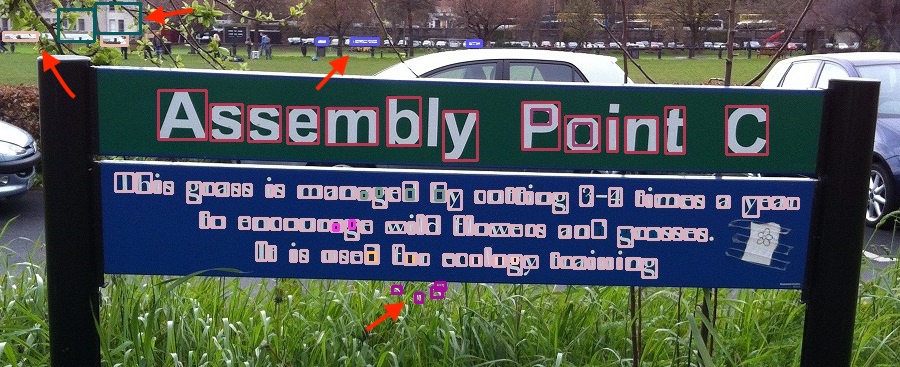 Assembly Point C
This grass is managed by cutting 3-4 times a year
to encourage wild flowers and grasses.
It is used for ecology training